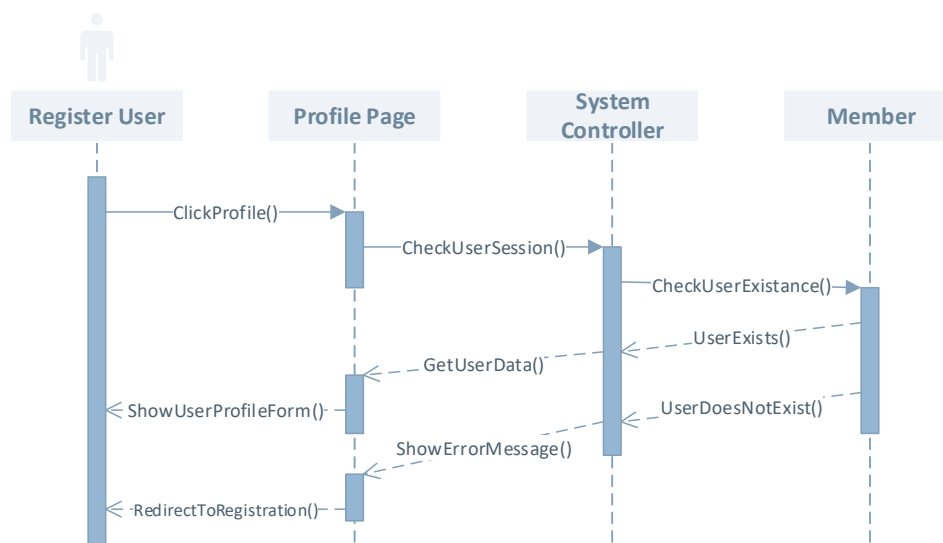 Register User
Profile Page
System
Controller
Member
ClickProfile()
CheckUserSession()
CheckUserExistance()
UserExists()
GetUserData()
ShowUserProfileForm()
UserDoesNotExist()
ShowErrorMessage()
RedirectToRegistration()